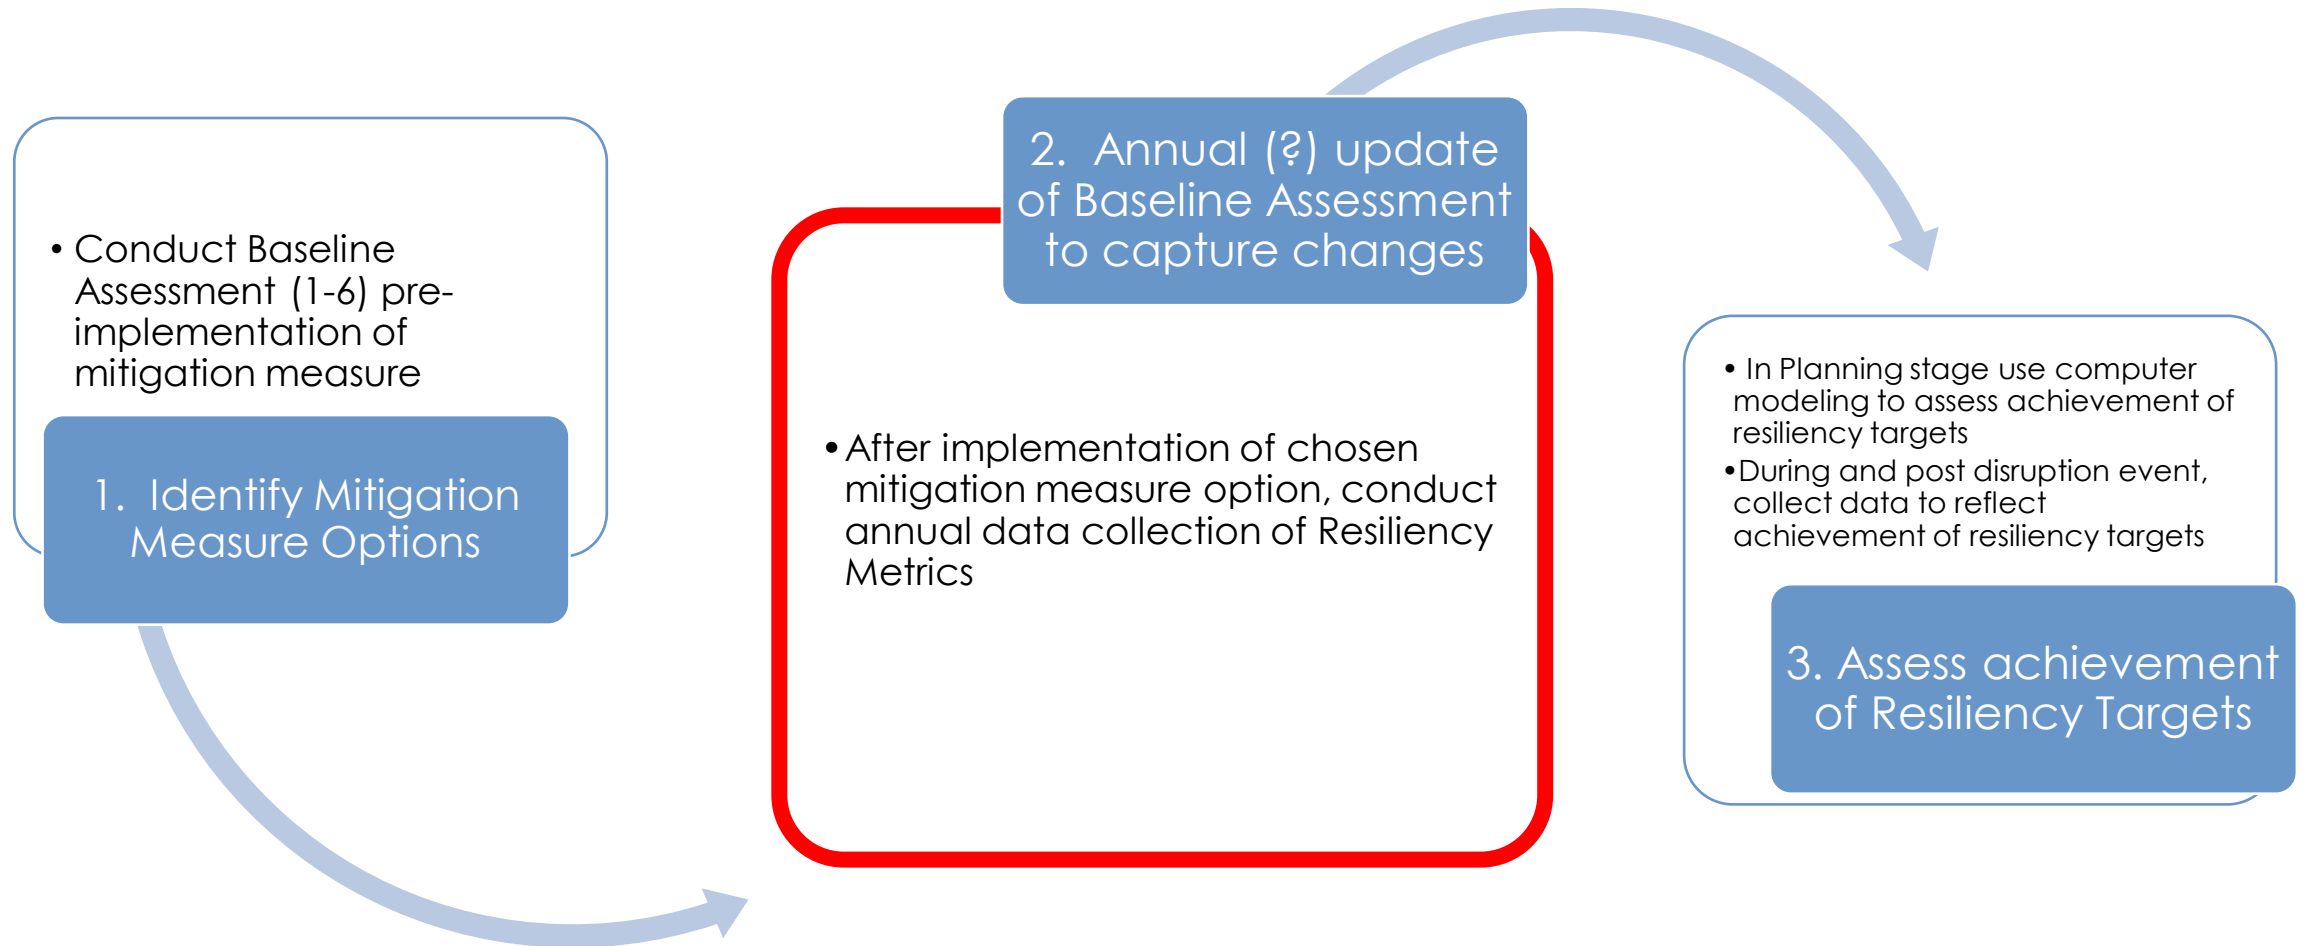 • Conduct Baseline
Assessment (1-6) pre-
implementation of
mitigation measure
1. Identify Mitigation
Measure Options
2. Annual (?) update
of Baseline Assessment
to capture changes
•After implementation of chosen
mitigation measure option, conduct
annual data collection of Resiliency
Metrics
• In Planning stage use computer
modeling to assess achievement of
resiliency targets
•During and post disruption event,
collect data to reflect
achievement of resiliency targets
3. Assess achievement
of Resiliency Targets